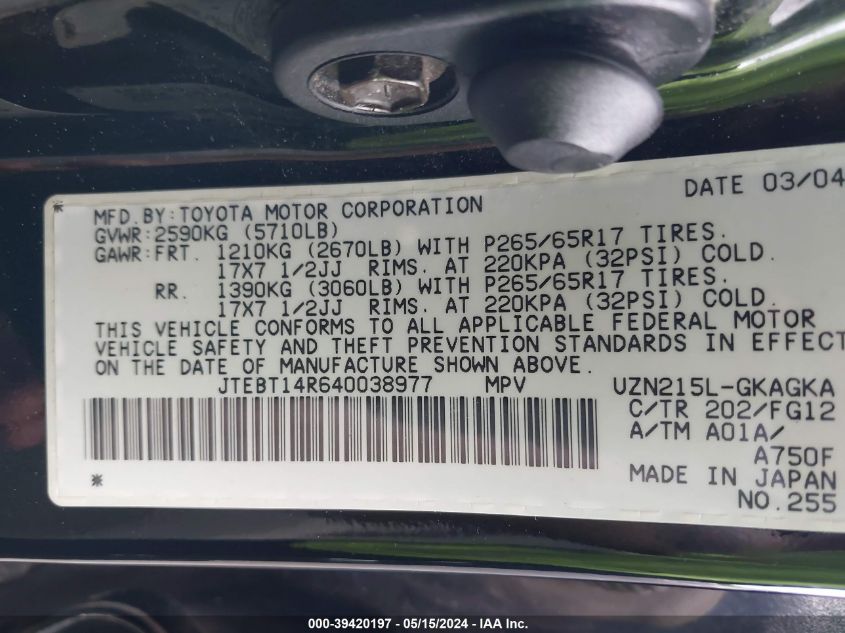 DATE 03/04
MFD.BY:TOYOTA MOTOR CORPORATION
GVWR:2590KG (5710LB)
GAWR:FRT. 1210KG (2670LB) WITH P265/65R17 TIRES.
17X7 1/2JJ RIMS. AT 220KPA (32PSI) COLD.
RR. 1390KG (3060LB) WITH P265/65R17 TIRES.
17X7 1/2JJ RIMS. AT 220KPA (32PSI) COLD.
THIS VEHICLE CONFORMS TO ALL APPLICABLE FEDERAL MOTOR
VEHICLE SAFETY AND THEFT PREVENTION STANDARDS IN EFFECT
ON THE DATE OF MANUFACTURE SHOWN ABOVE.
JTEBT14R640038977 MPV UZN215L-GKAGKA
C/TR 202/FG12
A/TM A01A/
A750F
MADE IN JAPAN
NO.255
000-39420197 - 05/15/2024 - IAA Inc.